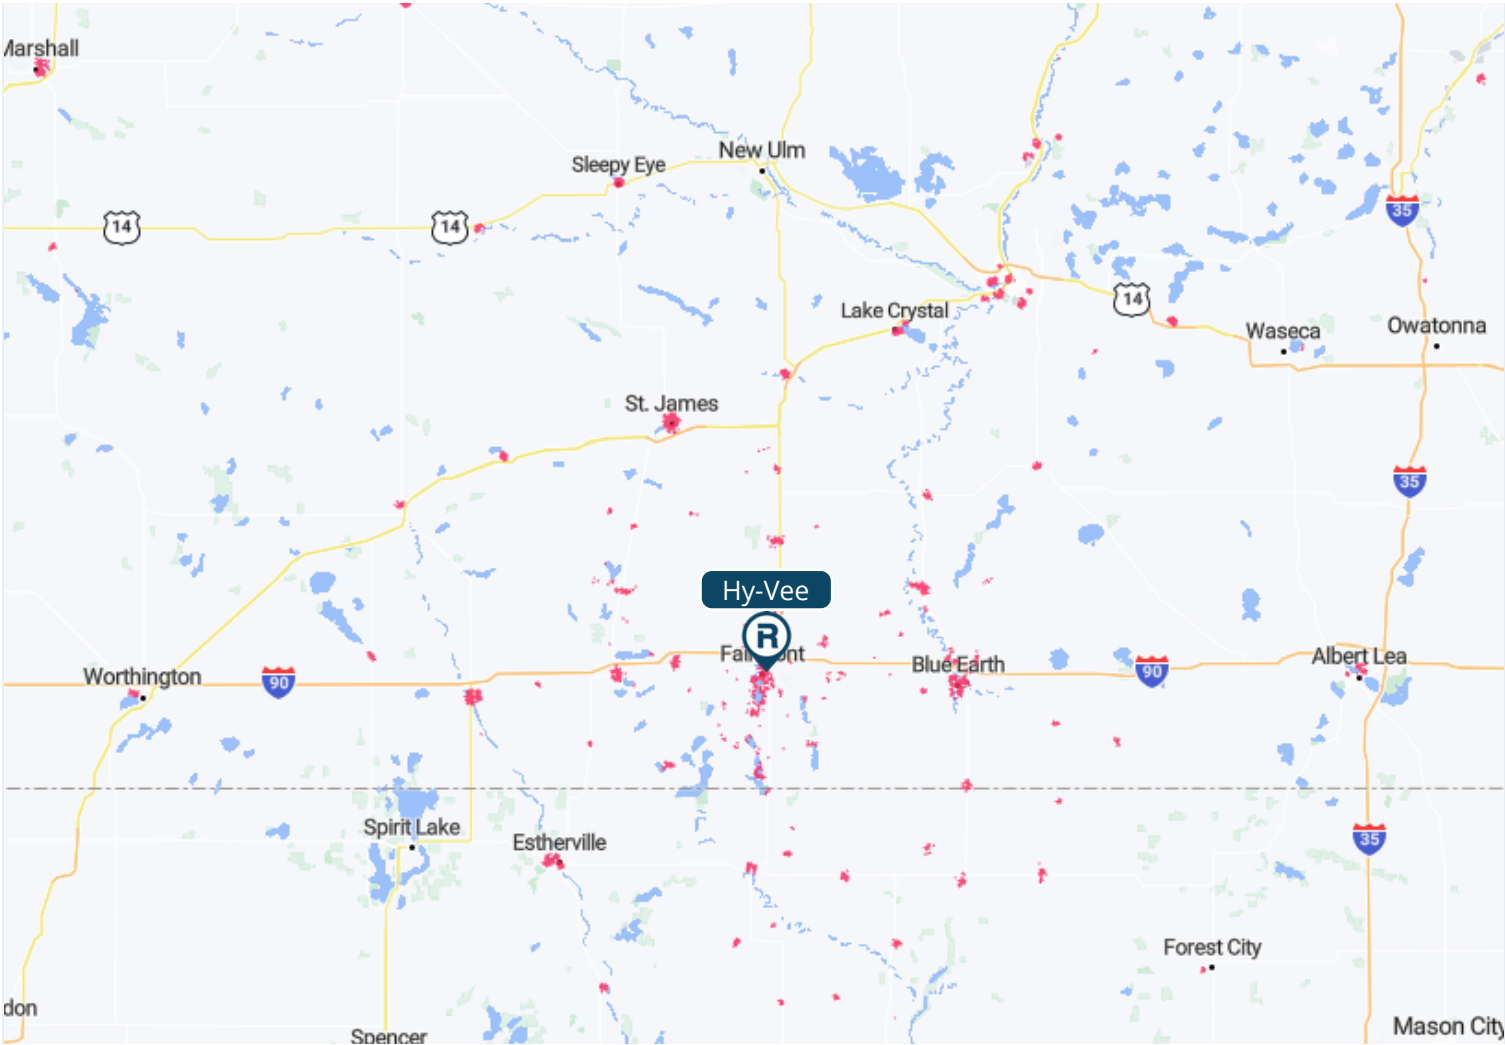 Marshall
New Ulm
Sleepy Eye
14
14
35
14
Lake Crystal
Waseca
Owatonna
St. James
35
Hy-Vee
R
Blue Earth
90
Albert Lea
Worthington
90
Spirit Lake
Estherville
35
Forest City
don
Spencer
Mason City